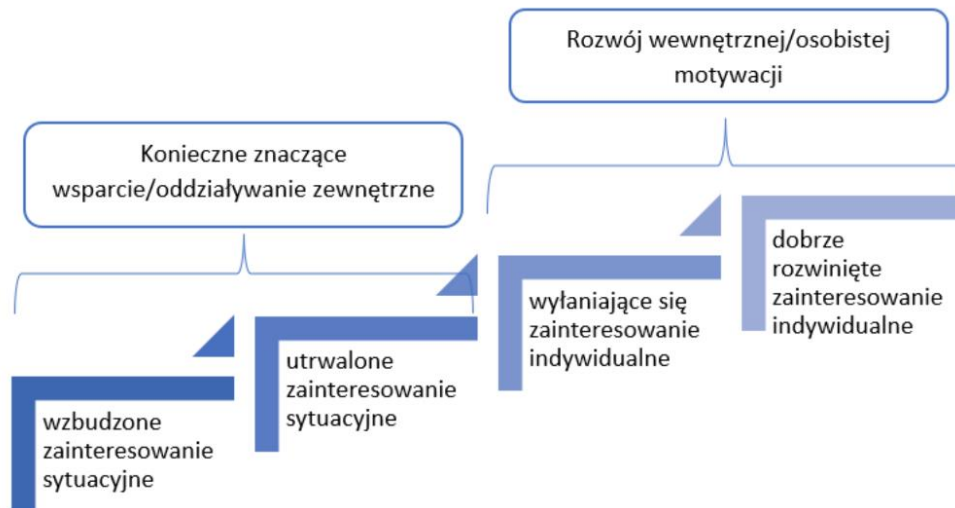 Rozwój wewnętrznej/osobistej
motywacji
Konieczne znaczące
wsparcie/oddziaływanie zewnętrzne
dobrze
rozwinięte
zainteresowanie
indywidualne
wyłaniające się
zainteresowanie
indywidualne
utrwalone
zainteresowanie
sytuacyjne
wzbudzone
zainteresowanie
sytuacyjne